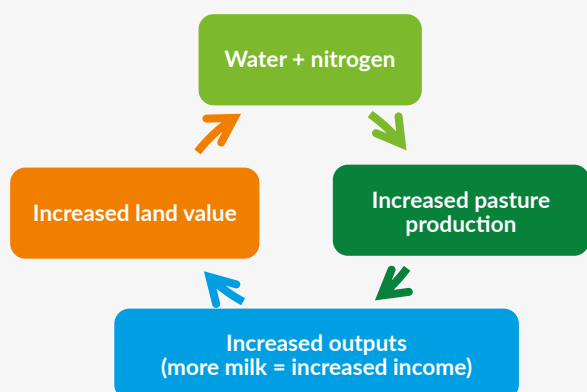 Water + nitrogen
Increased land value
Increased pasture
production
Increased outputs
(more milk = increased income)